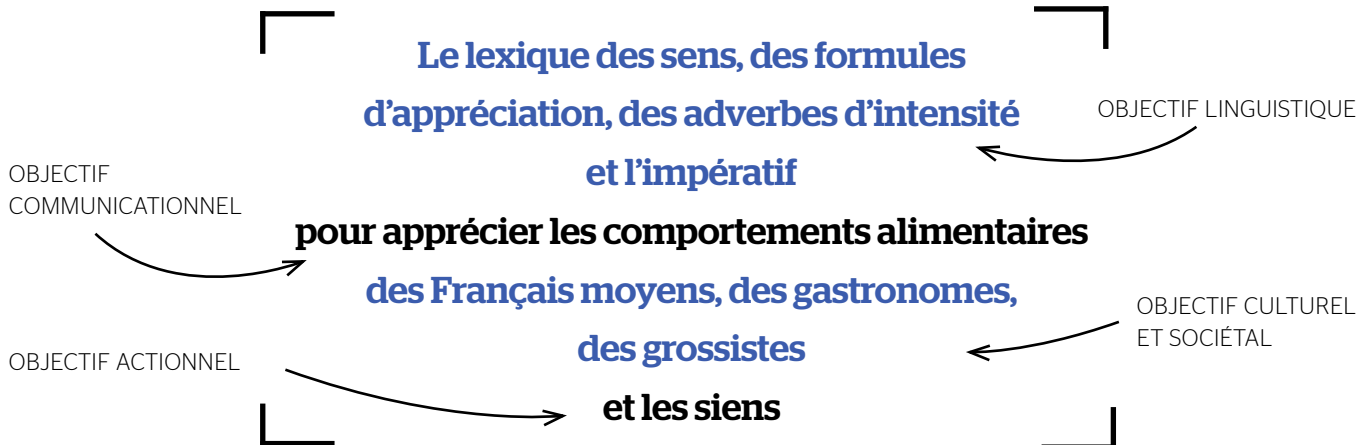 Le lexique des sens, des formules
d'appréciation, des adverbes d'intensité
OBJECTIF LINGUISTIQUE
et l'impératif
OBJECTIF
COMMUNICATIONNEL
pour apprécier les comportements alimentaires
des Français moyens, des gastronomes,
OBJECTIF CULTUREL
ET SOCIÉTAL
des grossistes
OBJECTIF ACTIONNEL
et les siens